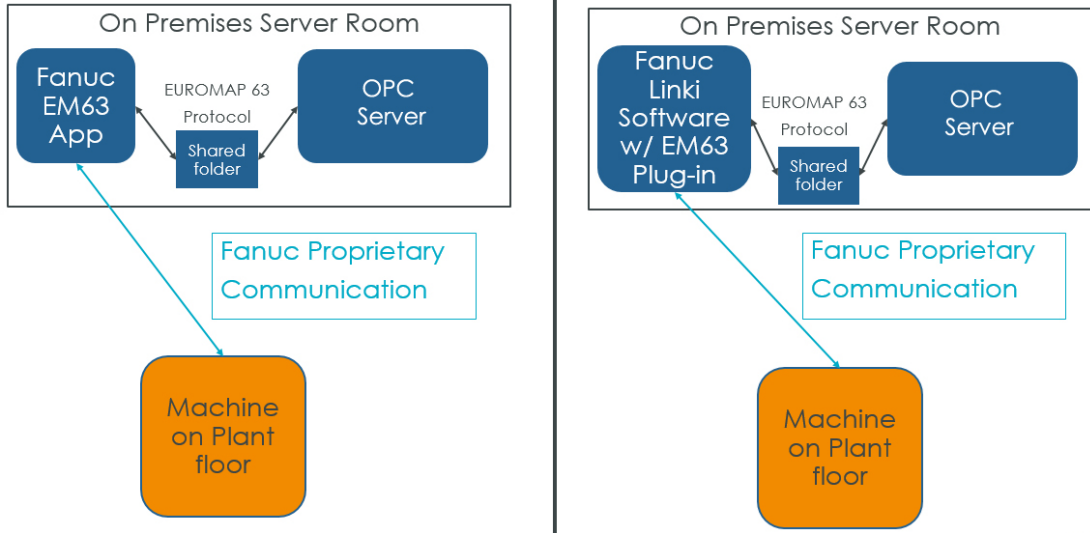 On Premises Server Room
Fanuc
EM63
App
EUROMAP 63
Protocol
Shared
folder
OPC
Server
Fanuc Proprietary
Communication
Machine
on Plant
floor
On Premises Server Room
Fanuc
Linki
Software
w/ EM63
Plug-in
EUROMAP 63
Protocol
Shared
folder
OPC
Server
Fanuc Proprietary
Communication
Machine
on Plant
floor